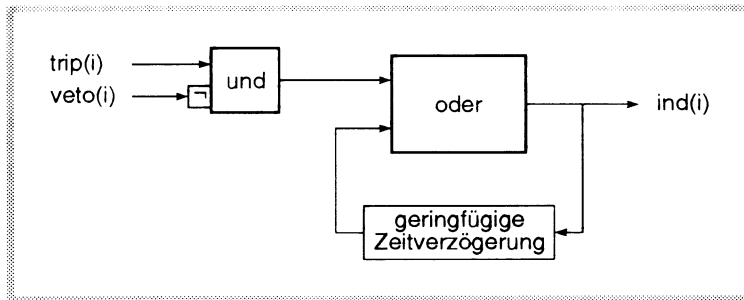 trip(i)
veto(i)
¬
und
oder
ind(i)
geringfügige
Zeitverzögerung